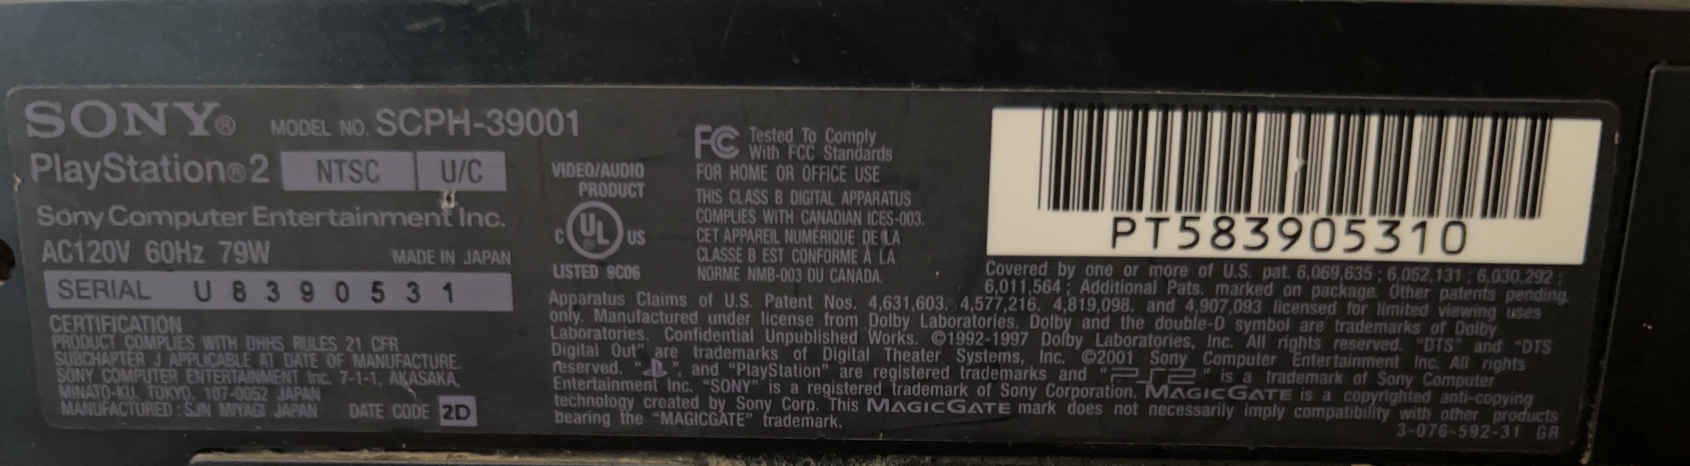 SONY® MODEL NO. SCPH-39001
PlayStation®2 NTSC U/C
Sony Computer Entertainment Inc.
AC120V 60Hz 79W MADE IN JAPAN
SERIAL U8390531
CERTIFICATION
PRODUCT COMPLIES WITH DHHS RULES 21 CFR
SUBCHAPTER J APPLICABLE AT DATE OF MANUFACTURE.
SONY COMPUTER ENTERTAINMENT Inc. 7-1-1, AKASAKA,
MINATO-KU, TOKYO, 107-0052 JAPAN
MANUFACTURED : SJN MIYAGI JAPAN DATE CODE 2D
VIDEO/AUDIO
PRODUCT
C UL US
LISTED 9C06
FC Tested To Comply
With FCC Standards
FOR HOME OR OFFICE USE
THIS CLASS B DIGITAL APPARATUS
COMPLIES WITH CANADIAN ICES-003.
CET APPAREIL NUMÉRIQUE DE LA
CLASSE B EST CONFORME À LA
NORME NMB-003 DU CANADA.
PT583905310
Covered by one or more of U.S. pat. 6,069,635 ; 6,052,131 ; 6,030,292 ;
6,011,564 ; Additional Pats. marked on package. Other patents pending.
Apparatus Claims of U.S. Patent Nos. 4,631,603, 4,577,216, 4,819,098, and 4,907,093 licensed for limited viewing uses
only. Manufactured under license from Dolby Laboratories. Dolby and the double-D symbol are trademarks of Dolby
Laboratories. Confidential Unpublished Works. ©1992-1997 Dolby Laboratories, Inc. All rights reserved. "DTS" and "DTS
Digital Out" are trademarks of Digital Theater Systems, Inc. ©2001 Sony Computer Entertainment Inc. All rights
reserved. " ", and "PlayStation" are registered trademarks and "PS2" is a trademark of Sony Computer
Entertainment Inc. "SONY" is a registered trademark of Sony Corporation. MAGICGATE is a copyrighted anti-copying
technology created by Sony Corp. This MAGICGATE mark does not necessarily imply compatibility with other products
bearing the "MAGICGATE" trademark.
3-076-592-31 GR